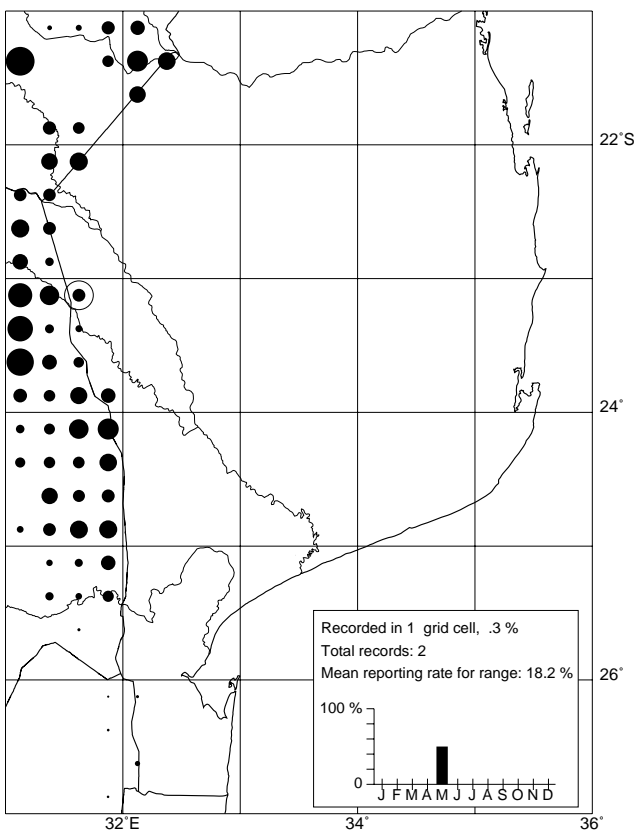 22°S
24°
26°
Recorded in 1 grid cell, .3 %
Total records: 2
Mean reporting rate for range: 18.2 %
100 %
0
J F M A M J J A S O N D
32°E
34
36